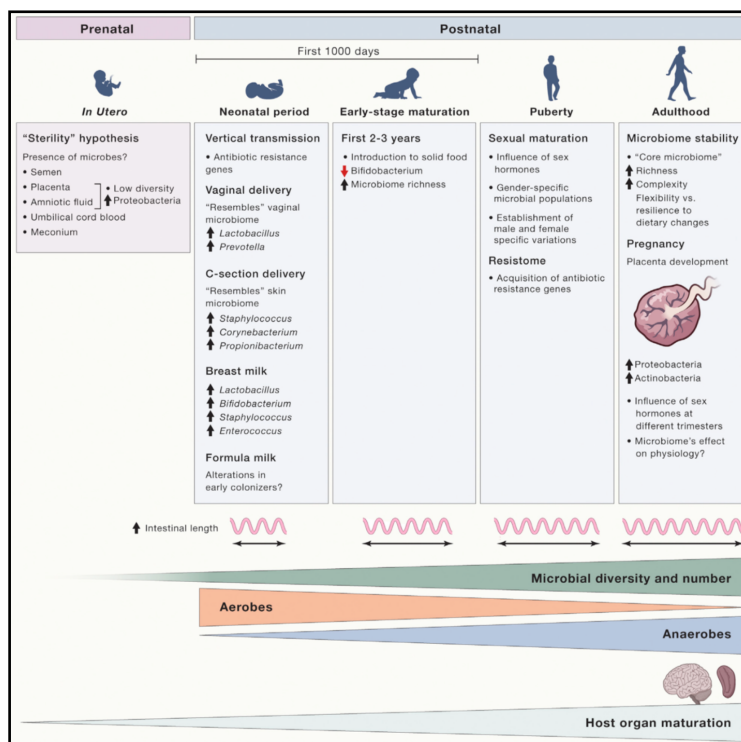 Prenatal
Postnatal
First 1000 days
In Utero
Neonatal period
Early-stage maturation
Puberty
Adulthood
"Sterility" hypothesis
Presence of microbes?
• Semen
• Placenta
• Amniotic fluid
• Low diversity
Proteobacteria
• Umbilical cord blood
• Meconium
Vertical transmission
• Antibiotic resistance
genes
Vaginal delivery
"Resembles" vaginal
microbiome
Lactobacillus
Prevotella
C-section delivery
"Resembles" skin
microbiome
Staphylococcus
Corynebacterium
Propionibacterium
Breast milk
Lactobacillus
Bifidobacterium
Staphylococcus
Enterococcus
Formula milk
Alterations in
early colonizers?
First 2-3 years
• Introduction to solid food
Bifidobacterium
Microbiome richness
Sexual maturation
• Influence of sex
hormones
• Gender-specific
microbial populations
• Establishment of
male and female
specific variations
Resistome
• Acquisition of antibiotic
resistance genes
Microbiome stability
• "Core microbiome"
Richness
Complexity
Flexibility vs.
resilience to
dietary changes
Pregnancy
Placenta development
Proteobacteria
Actinobacteria
• Influence of sex
hormones at
different trimesters
• Microbiome's effect
on physiology?
Intestinal length
Microbial diversity and number
Aerobes
Anaerobes
Host organ maturation